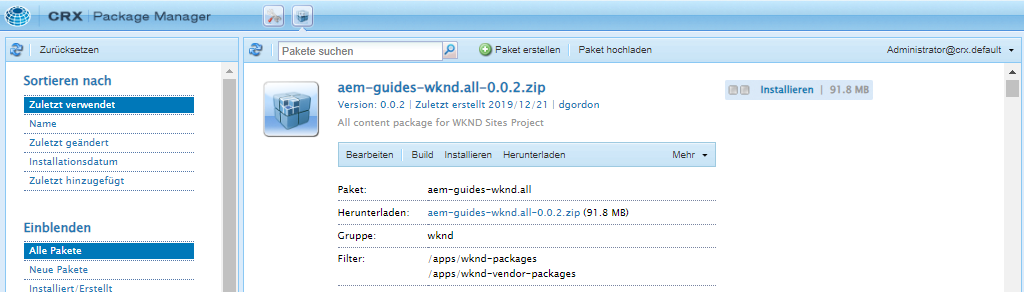 CRX | Package Manager
Zurücksetzen
Sortieren nach
Zuletzt verwendet
Name
Zuletzt geändert
Installationsdatum
Zuletzt hinzugefügt
Einblenden
Alle Pakete
Neue Pakete
Installiert/Erstellt
Pakete suchen
Paket erstellen
Paket hochladen
Administrator@crx.default
aem-guides-wknd.all-0.0.2.zip
Version: 0.0.2 | Zuletzt erstellt 2019/12/21 | dgordon
All content package for WKND Sites Project
Installieren | 91.8 MB
Bearbeiten Build Installieren Herunterladen Mehr
Paket: aem-guides-wknd.all
Herunterladen: aem-guides-wknd.all-0.0.2.zip (91.8 MB)
Gruppe: wknd
Filter: /apps/wknd-packages
/apps/wknd-vendor-packages